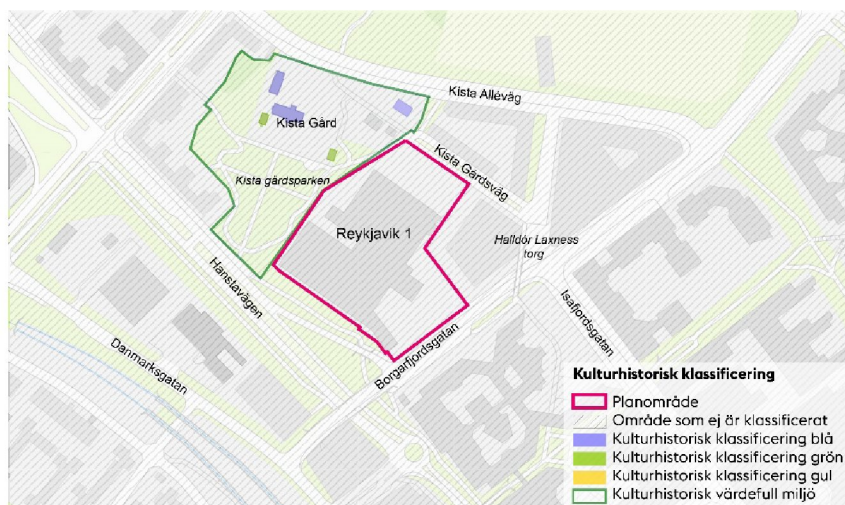 Kista Alléväg
Kista Gård
Kista Gårdsväg
Kista gårdsparken
Reykjavik 1
Halldór Laxness
torg
Hanstavägen
Isafjordsgatan
Borgarfjordsgatan
Danmarksgatan
Kulturhistorisk klassificering
Planområde
Område som ej är klassificerat
Kulturhistorisk klassificering blå
Kulturhistorisk klassificering grön
Kulturhistorisk klassificering gul
Kulturhistorisk värdefull miljö